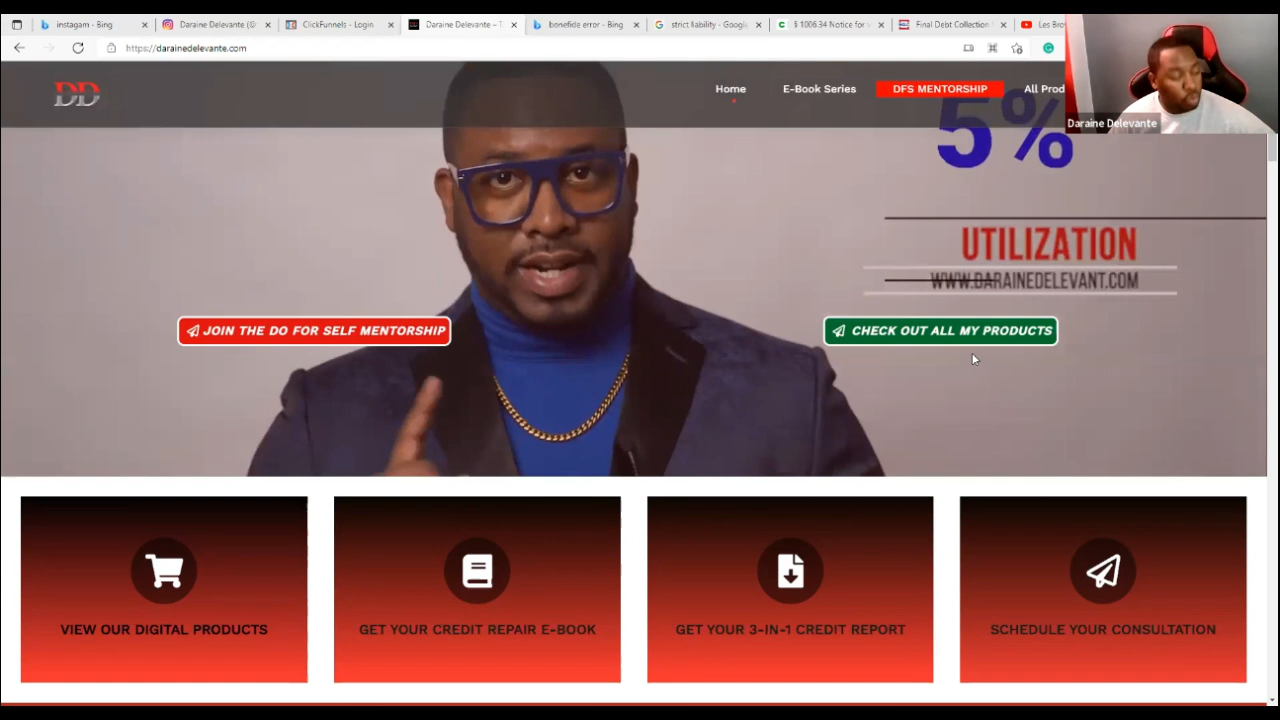 instagam - Bing
Daraine Delevante (@
ClickFunnels - Login
Daraine Delevante – T
bonefide error - Bing
strict liability - Google
§ 1006.34 Notice for v
Final Debt Collection
Les Bro
https://darainedelevante.com
DD
Home
E-Book Series
DFS MENTORSHIP
All Prod
Daraine Delevante
5%
UTILIZATION
WWW.DARAINEDELEVANT.COM
JOIN THE DO FOR SELF MENTORSHIP
CHECK OUT ALL MY PRODUCTS
VIEW OUR DIGITAL PRODUCTS
GET YOUR CREDIT REPAIR E-BOOK
GET YOUR 3-IN-1 CREDIT REPORT
SCHEDULE YOUR CONSULTATION